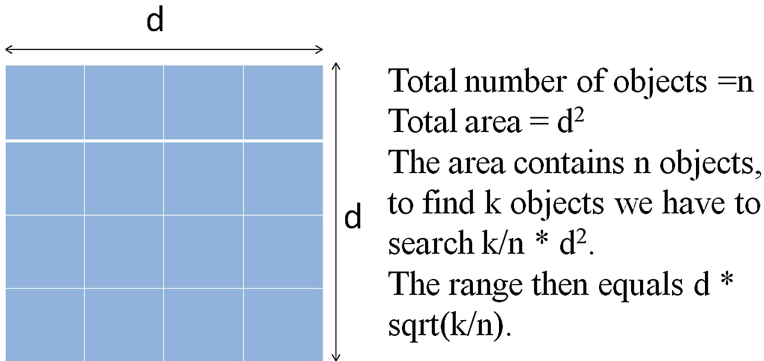 d
d
Total number of objects =n
Total area = d²
The area contains n objects,
to find k objects we have to
search k/n * d².
The range then equals d *
sqrt(k/n).